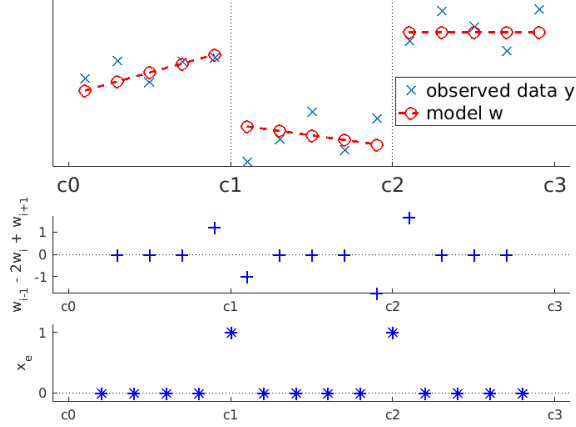 observed data y
model w
c0 c1 c2 c3
w_{i-1} - 2w_i + w_{i+1}
1
0
-1
c0 c1 c2 c3
x_e
1
0
c0 c1 c2 c3